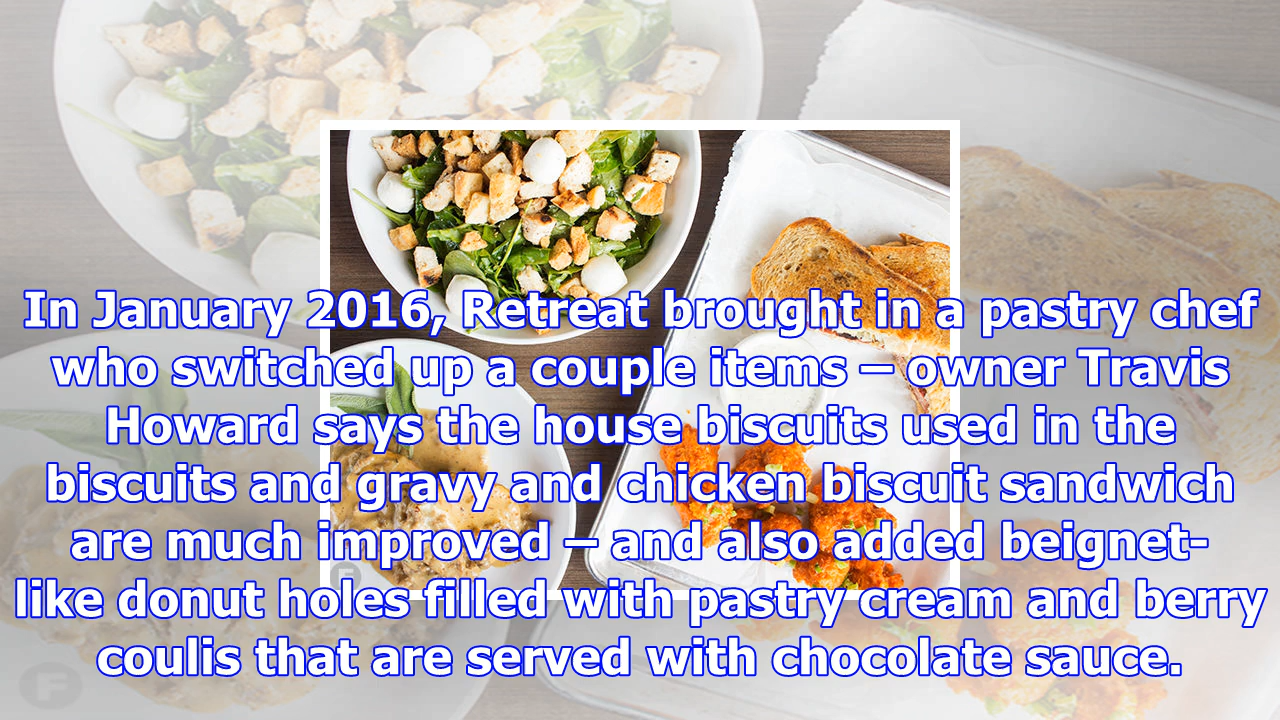 In January 2016, Retreat brought in a pastry chef
who switched up a couple items – owner Travis
Howard says the house biscuits used in the
biscuits and gravy and chicken biscuit sandwich
are much improved – and also added beignet-
like donut holes filled with pastry cream and berry
coulis that are served with chocolate sauce.
F
F